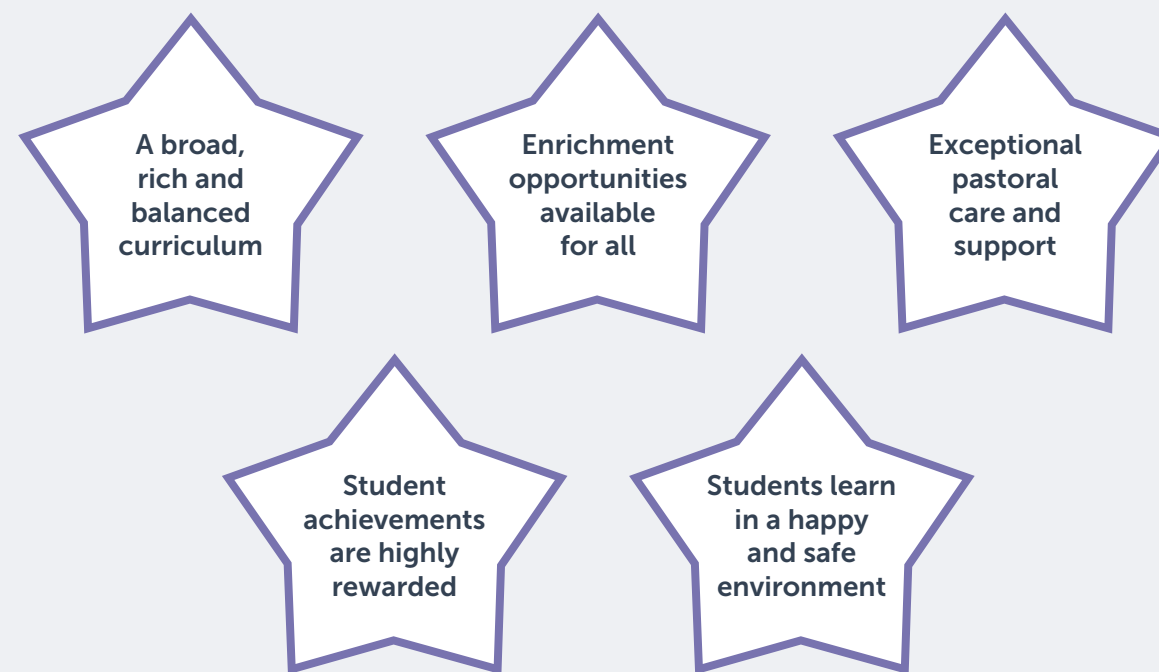 A broad,
rich and
balanced
curriculum
Enrichment
opportunities
available
for all
Exceptional
pastoral
care and
support
Student
achievements
are highly
rewarded
Students learn
in a happy
and safe
environment